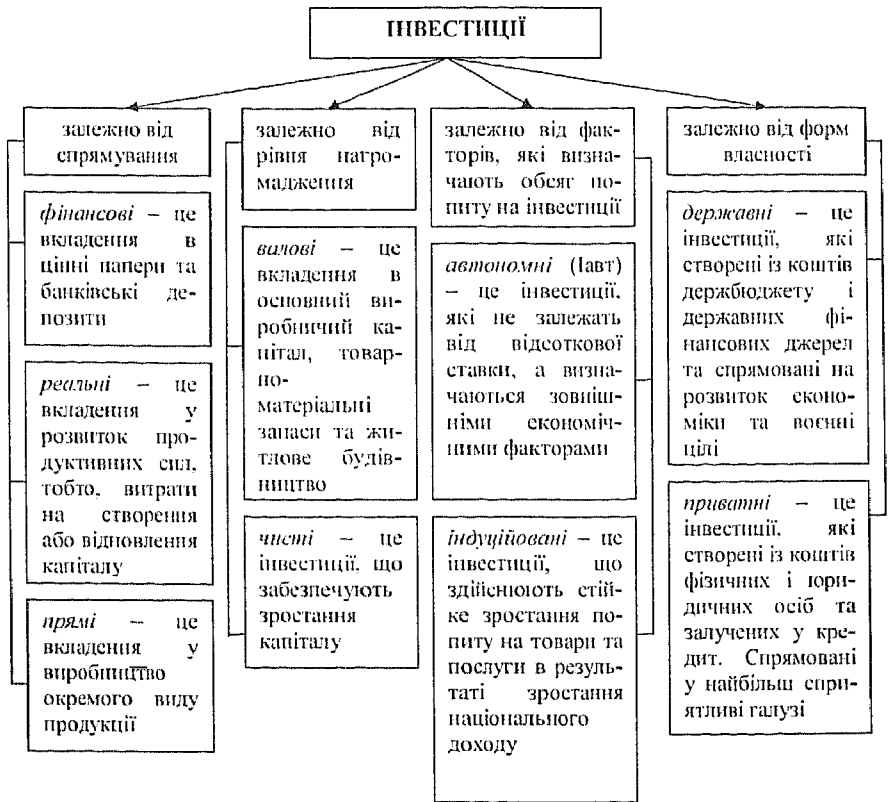 ІНВЕСТИЦІЇ
залежно від
спрямування
фінансові – це
вкладення в
цінні папери та
банківські де-
позити
реальні – це
вкладення у
розвиток про-
дуктивних сил,
тобто, витрати
на створення
або відновлення
капіталу
прямі – це
вкладення у
виробництво
окремого виду
продукції
залежно від
рівня нагро-
мадження
валові – це
вкладення в
основний ви-
робничий ка-
пітал, товар-
но-
матеріальні
запаси та жи-
тлове будів-
ництво
чисті – це
інвестиції, що
забезпечують
зростання
капіталу
залежно від фак-
торів, які визна-
чають обсяг по-
питу на інвестиції
автономні (Іавт)
– це інвестиції,
які не залежать
від відсоткової
ставки, а визна-
чаються зовніш-
німи економіч-
ними факторами
індуційовані – це
інвестиції, що
здійснюють стій-
ке зростання по-
питу на товари та
послуги в резуль-
таті зростання
національного
доходу
залежно від форм
власності
державні – це
інвестиції, які
створені із коштів
держбюджету і
державних фі-
нансових джерел
та спрямовані на
розвиток еконо-
міки та воєнні
цілі
приватні – це
інвестиції, які
створені із коштів
фізичних і юри-
дичних осіб та
залучених у кре-
дит. Спрямовані
у найбільш спри-
ятливі галузі